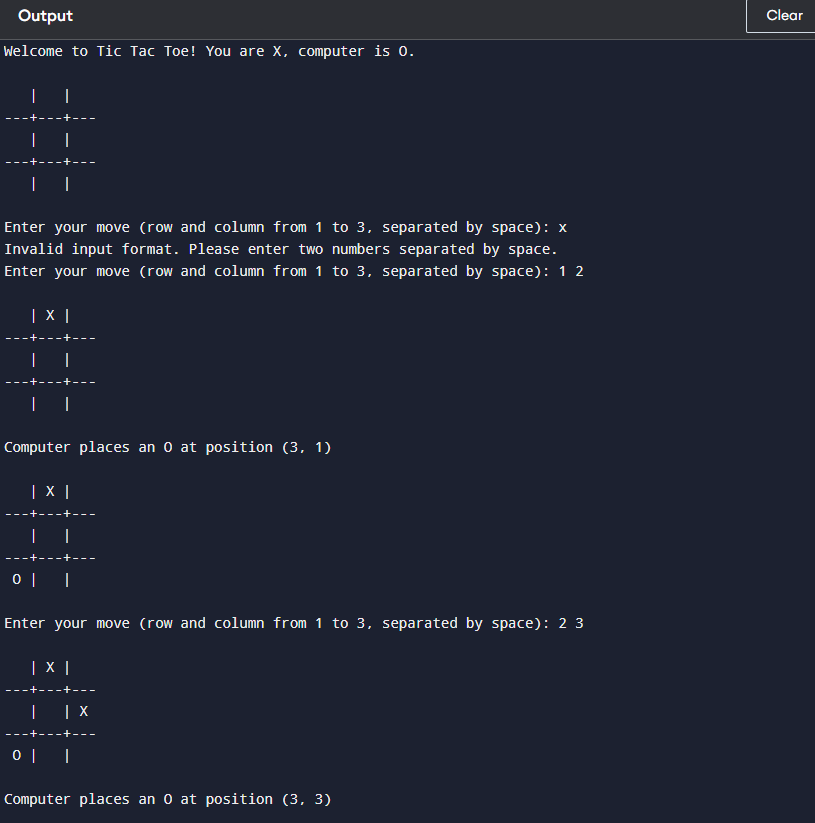 Output
Clear
Welcome to Tic Tac Toe! You are X, computer is O.
   |   |
---+---+---
   |   |
---+---+---
   |   |
Enter your move (row and column from 1 to 3, separated by space): x
Invalid input format. Please enter two numbers separated by space.
Enter your move (row and column from 1 to 3, separated by space): 1 2
   | X |
---+---+---
   |   |
---+---+---
   |   |
Computer places an O at position (3, 1)
   | X |
---+---+---
   |   |
---+---+---
 O |   |
Enter your move (row and column from 1 to 3, separated by space): 2 3
   | X |
---+---+---
   |   | X
---+---+---
 O |   |
Computer places an O at position (3, 3)